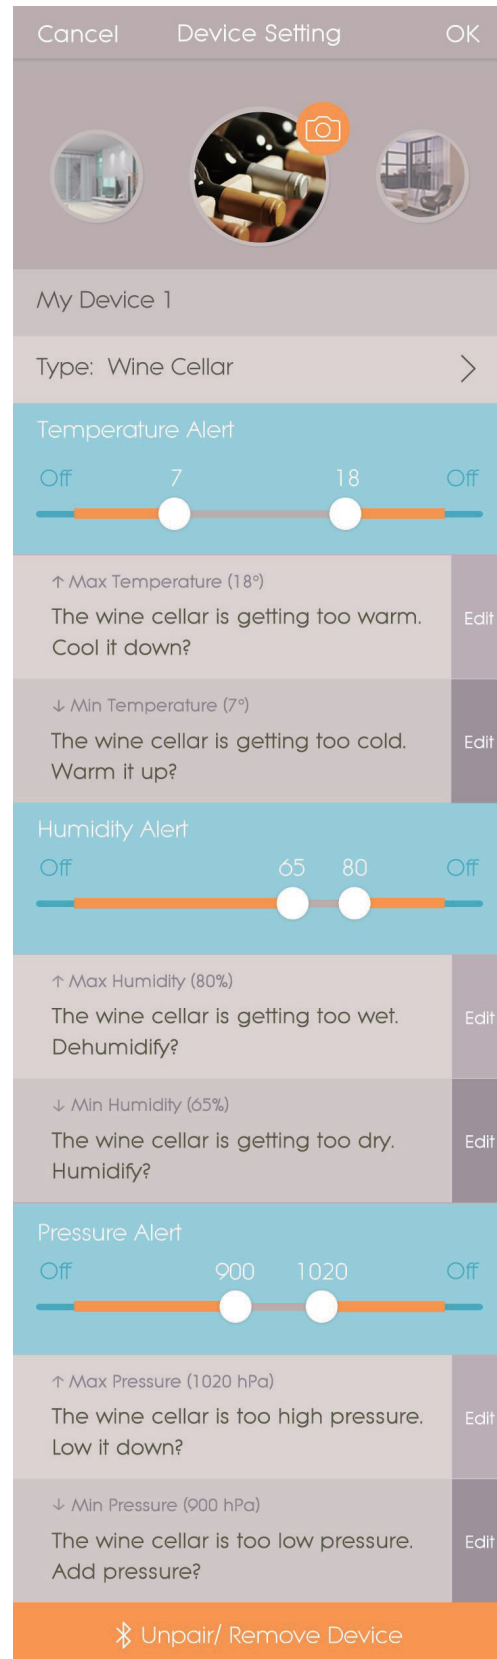 Cancel Device Setting OK
My Device 1
Type: Wine Cellar
Temperature Alert
Off 7 18 Off
↑ Max Temperature (18°)
The wine cellar is getting too warm.
Cool it down?
Edit
↓ Min Temperature (7°)
The wine cellar is getting too cold.
Warm it up?
Edit
Humidity Alert
Off 65 80 Off
↑ Max Humidity (80%)
The wine cellar is getting too wet.
Dehumidify?
Edit
↓ Min Humidity (65%)
The wine cellar is getting too dry.
Humidify?
Edit
Pressure Alert
Off 900 1020 Off
↑ Max Pressure (1020 hPa)
The wine cellar is too high pressure.
Low it down?
Edit
↓ Min Pressure (900 hPa)
The wine cellar is too low pressure.
Add pressure?
Edit
Unpair/ Remove Device